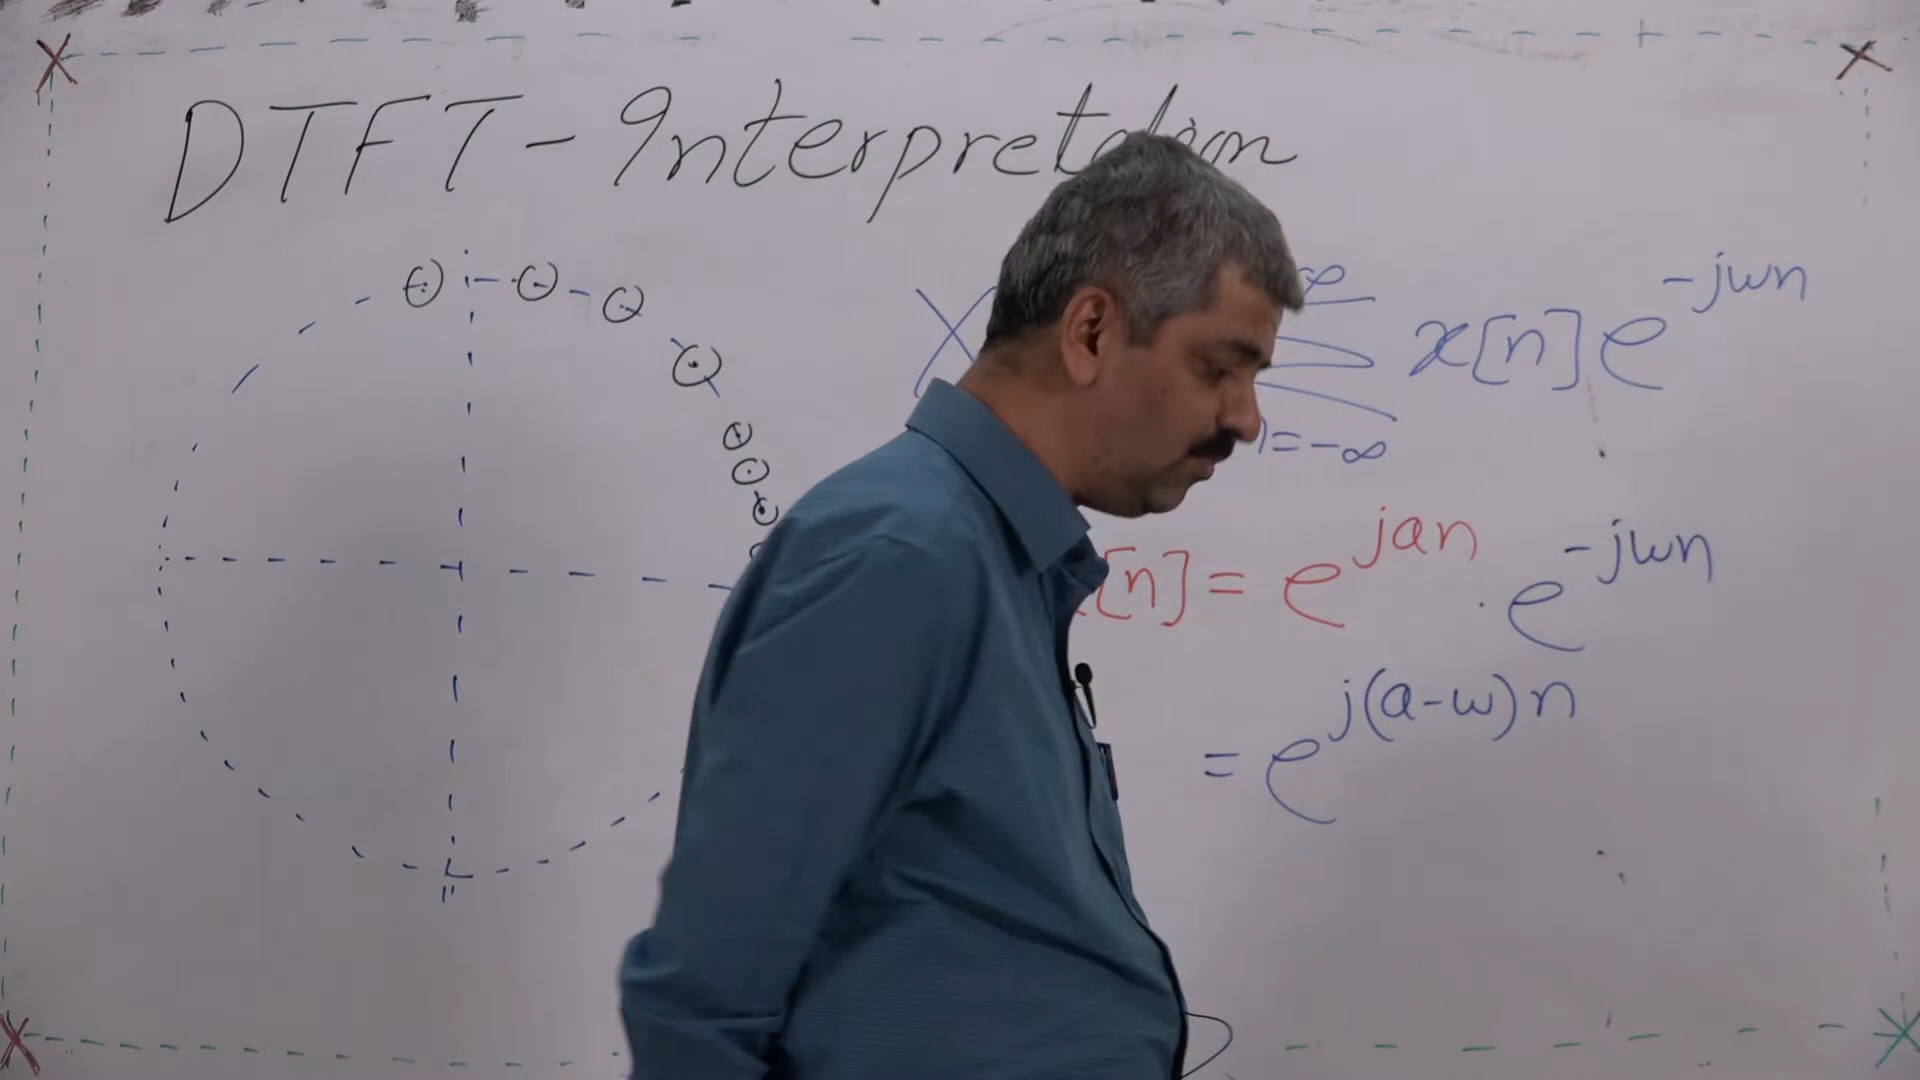 DTFT - Interpretation
X ∞ x[n] e^-jωn
n=-∞
[n] = e^jan . e^-jωn
= e^j(a-ω)n